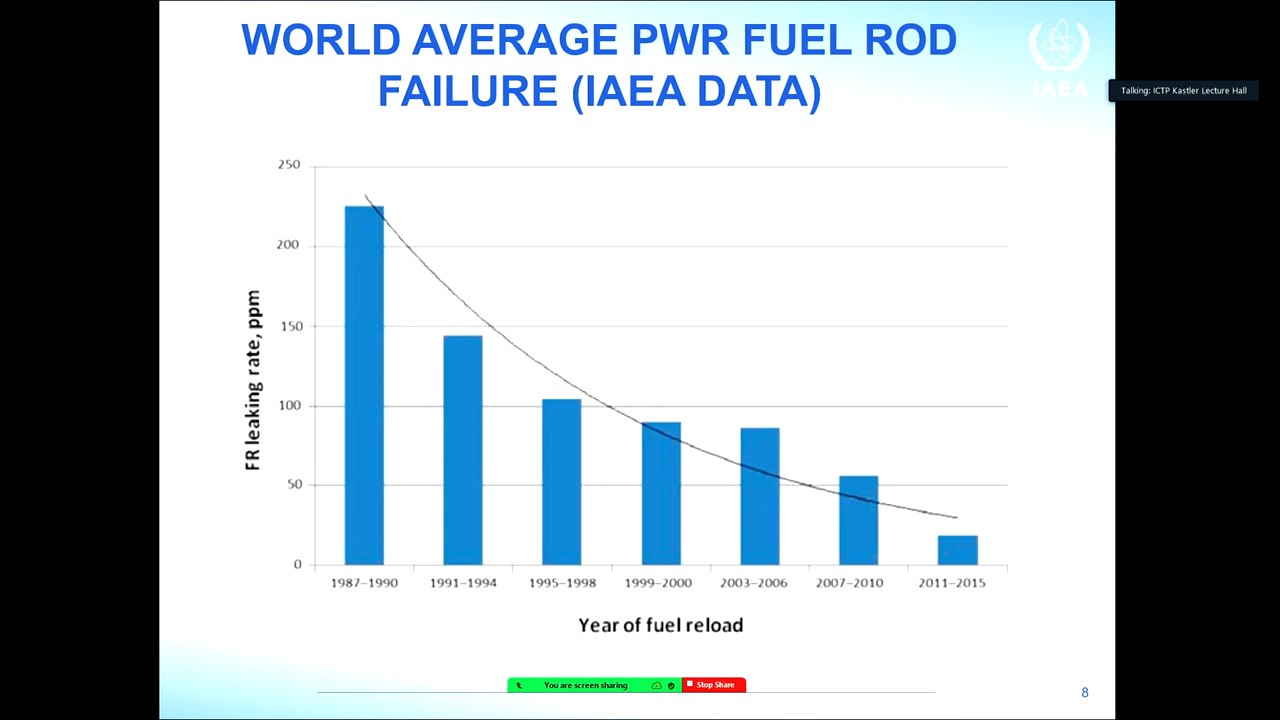 WORLD AVERAGE PWR FUEL ROD
FAILURE (IAEA DATA)
IAEA
Talking: ICTP Kastler Lecture Hall
250
200
150
100
50
0
FR leaking rate, ppm
1987–1990 1991–1994 1995–1998 1999–2000 2003–2006 2007–2010 2011–2015
Year of fuel reload
You are screen sharing Stop Share
8